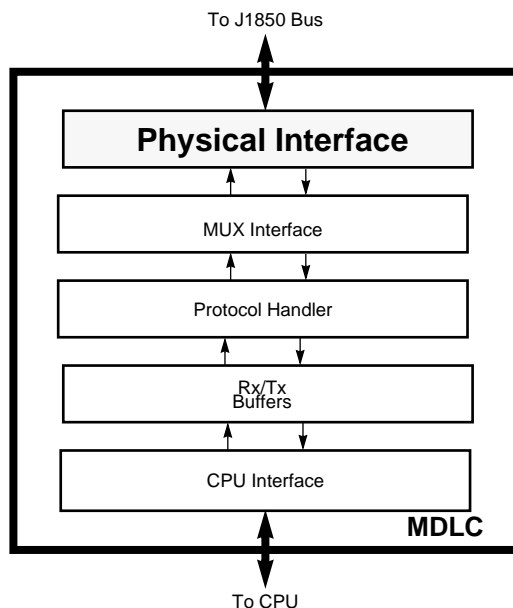 To J1850 Bus
Physical Interface
MUX Interface
Protocol Handler
Rx/Tx
Buffers
CPU Interface
MDLC
To CPU